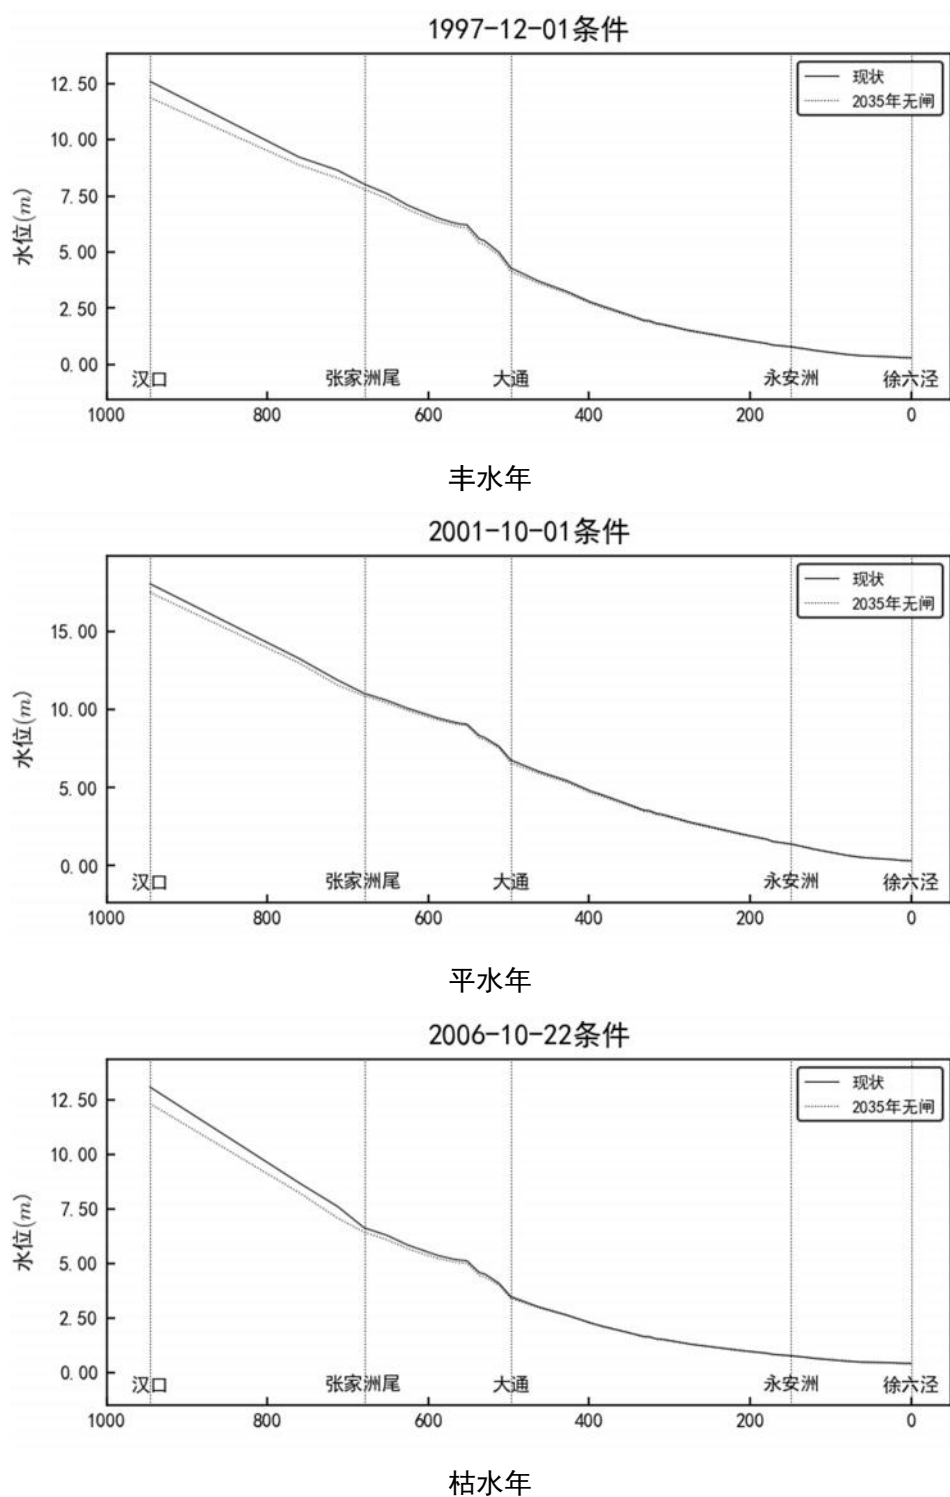 1997-12-01条件
现状
2035年无闸
水位(m)
12.50
10.00
7.50
5.00
2.50
0.00
汉口 张家洲尾 大通 永安洲 徐六泾
1000 800 600 400 200 0
丰水年
2001-10-01条件
现状
2035年无闸
水位(m)
15.00
10.00
5.00
0.00
汉口 张家洲尾 大通 永安洲 徐六泾
1000 800 600 400 200 0
平水年
2006-10-22条件
现状
2035年无闸
水位(m)
12.50
10.00
7.50
5.00
2.50
0.00
汉口 张家洲尾 大通 永安洲 徐六泾
1000 800 600 400 200 0
枯水年